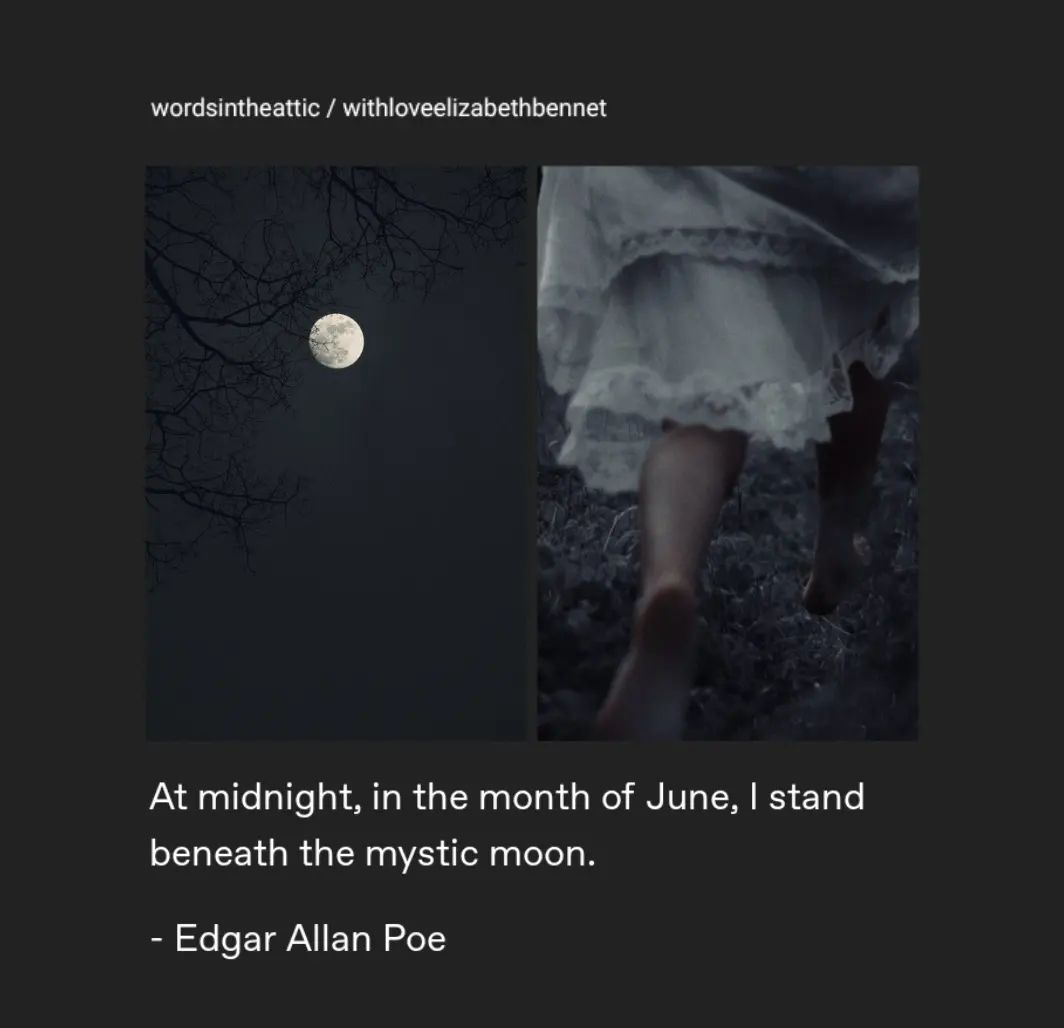 wordsintheattic / withloveelizabethbennet
At midnight, in the month of June, I stand
beneath the mystic moon.
- Edgar Allan Poe